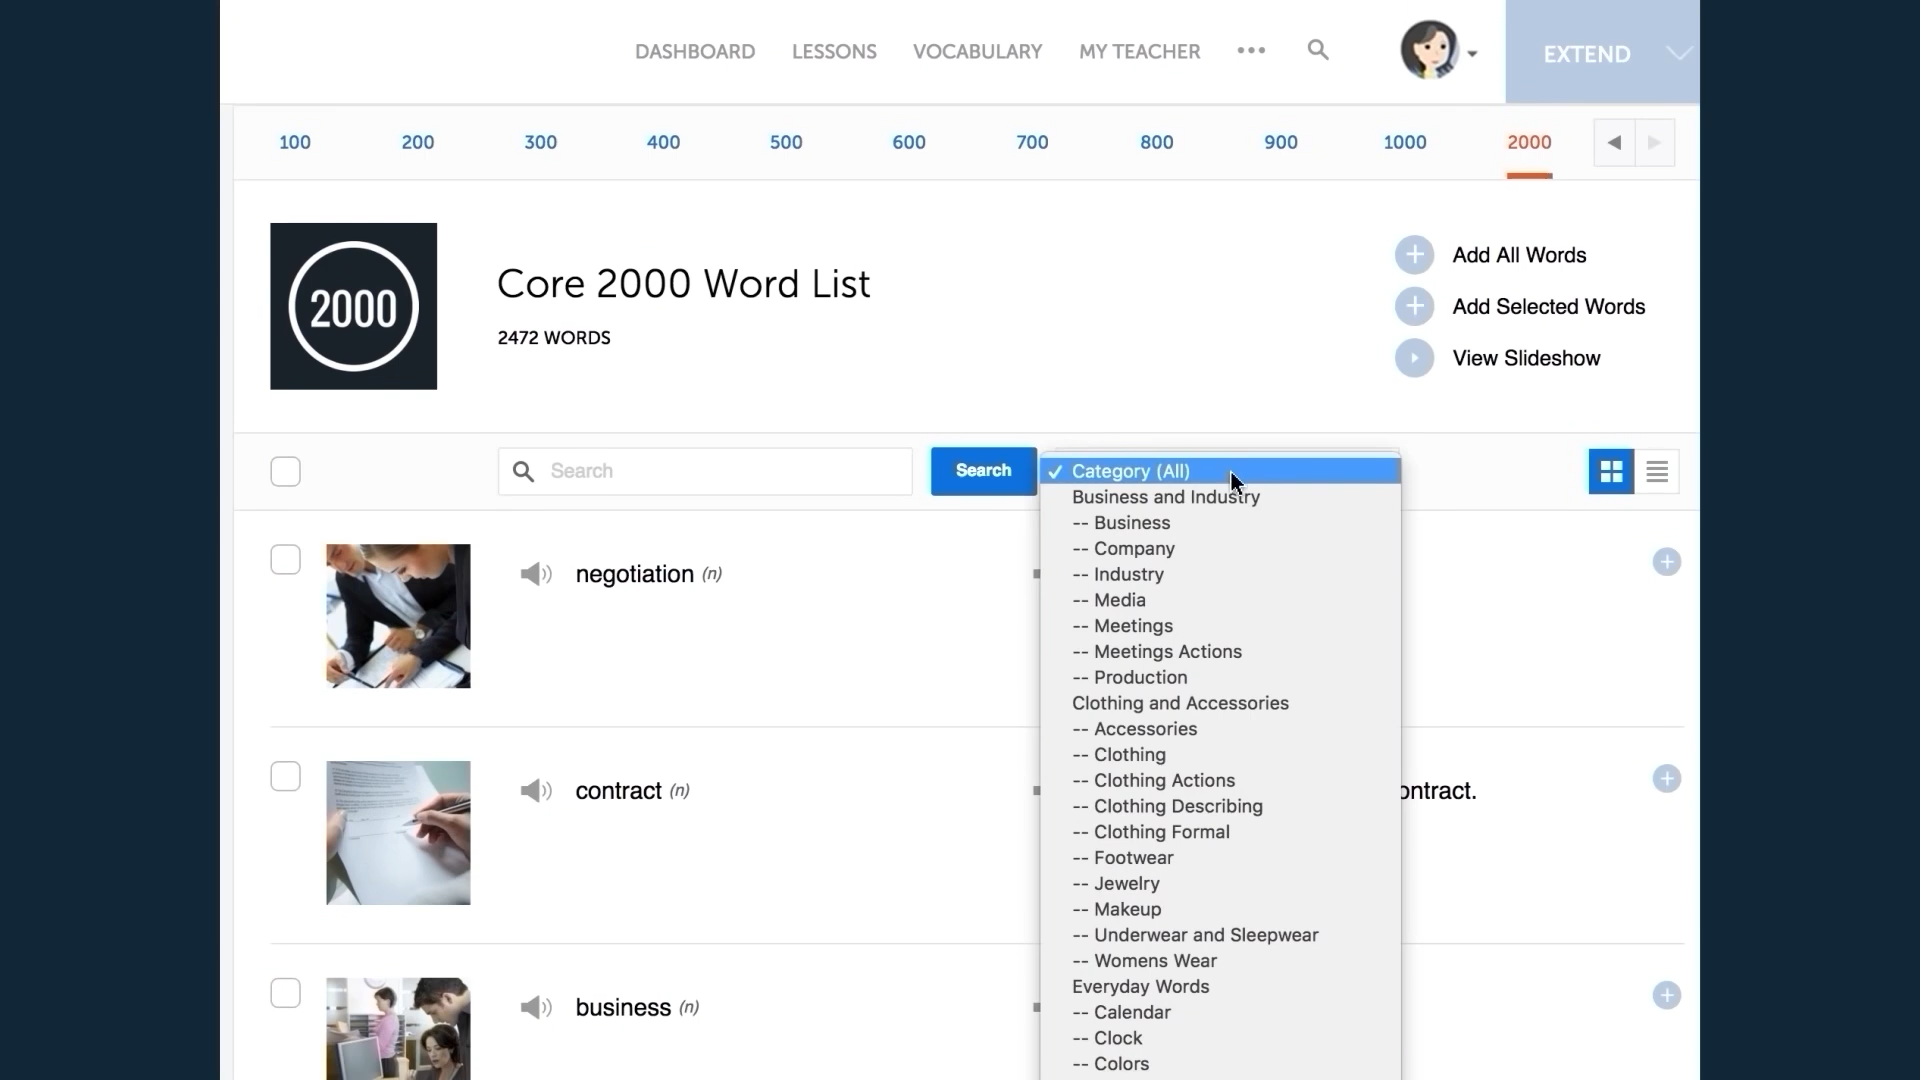 DASHBOARD LESSONS VOCABULARY MY TEACHER EXTEND
100 200 300 400 500 600 700 800 900 1000 2000
2000
Core 2000 Word List
2472 WORDS
Add All Words
Add Selected Words
View Slideshow
Search Search
Category (All)
Business and Industry
-- Business
-- Company
-- Industry
-- Media
-- Meetings
-- Meetings Actions
-- Production
Clothing and Accessories
-- Accessories
-- Clothing
-- Clothing Actions
-- Clothing Describing
-- Clothing Formal
-- Footwear
-- Jewelry
-- Makeup
-- Underwear and Sleepwear
-- Womens Wear
Everyday Words
-- Calendar
-- Clock
-- Colors
negotiation (n)
contract (n)
ontract.
business (n)